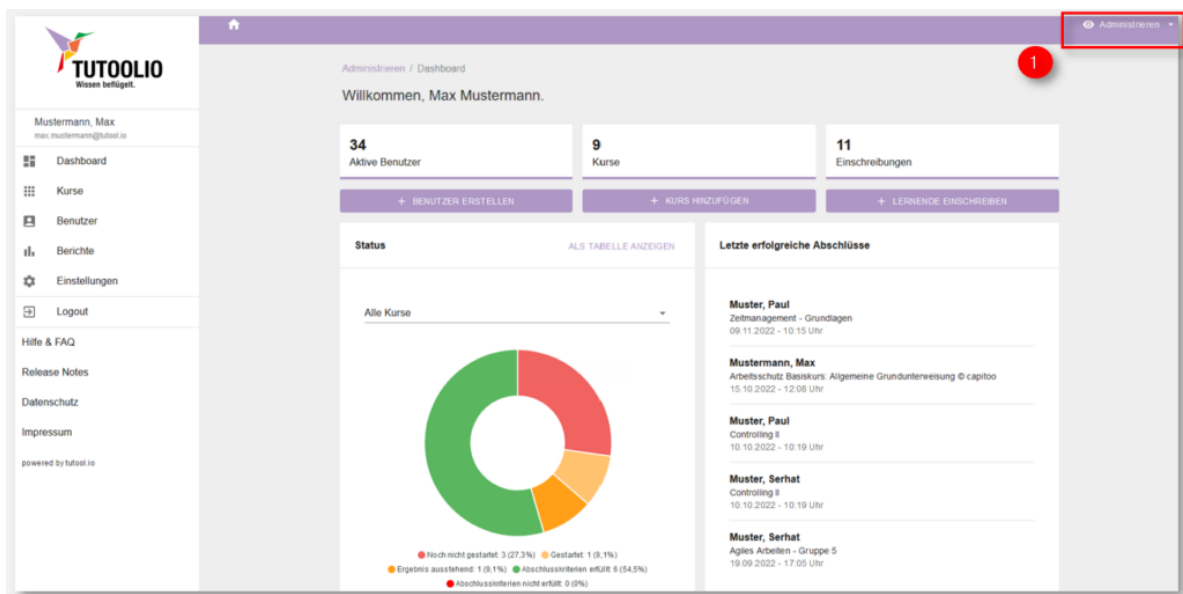 Administrieren
1
TUTOOLIO
Wissen beflügelt.
Mustermann, Max
max.mustermann@tutool.io
Dashboard
Kurse
Benutzer
Berichte
Einstellungen
Logout
Hilfe & FAQ
Release Notes
Datenschutz
Impressum
powered by tutool.io
Administrieren / Dashboard
Willkommen, Max Mustermann.
34
Aktive Benutzer
9
Kurse
11
Einschreibungen
+ BENUTZER ERSTELLEN
+ KURS HINZUFÜGEN
+ LERNENDE EINSCHREIBEN
Status
ALS TABELLE ANZEIGEN
Alle Kurse
Noch nicht gestartet: 3 (27,3%) Gestartet: 1 (9,1%)
Ergebnis ausstehend: 1 (9,1%) Abschlusskriterien erfüllt: 6 (54,5%)
Abschlusskriterien nicht erfüllt: 0 (0%)
Letzte erfolgreiche Abschlüsse
Muster, Paul
Zeitmanagement - Grundlagen
09.11.2022 - 10:15 Uhr
Mustermann, Max
Arbeitsschutz Basiskurs: Allgemeine Grundunterweisung © capitoo
15.10.2022 - 12:08 Uhr
Muster, Paul
Controlling II
10.10.2022 - 10:19 Uhr
Muster, Serhat
Controlling II
10.10.2022 - 10:19 Uhr
Muster, Serhat
Agiles Arbeiten - Gruppe 5
19.09.2022 - 17:05 Uhr